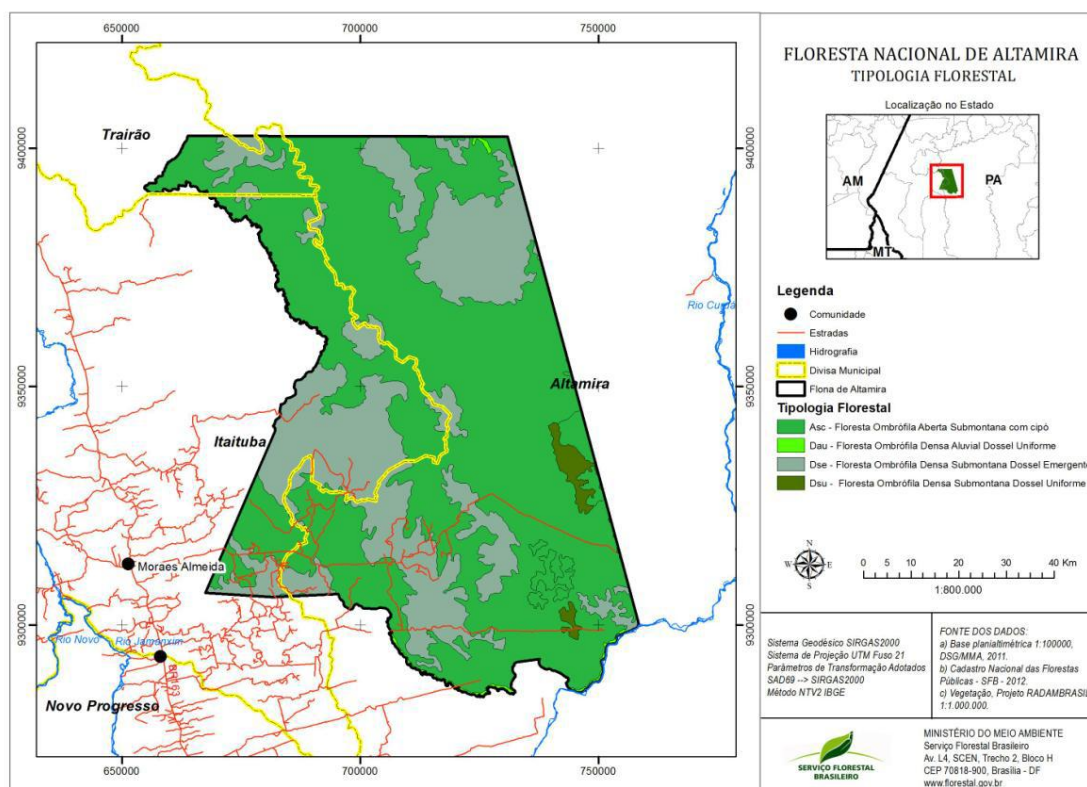 650000 700000 750000
9400000 9400000
9350000 9350000
9300000 9300000
650000 700000 750000
Trairão
Altamira
Itaituba
Moraes Almeida
Rio Novo
Rio Jamanxim
BR163
Novo Progresso
FLORESTA NACIONAL DE ALTAMIRA
TIPOLOGIA FLORESTAL
Localização no Estado
AM
PA
MT
Legenda
Comunidade
Estradas
Hidrografia
Divisa Municipal
Flona de Altamira
Tipologia Florestal
Asc - Floresta Ombrófila Aberta Submontana com cipó
Dau - Floresta Ombrófila Densa Aluvial Dossel Uniforme
Dse - Floresta Ombrófila Densa Submontana Dossel Emergente
Dsu - Floresta Ombrófila Densa Submontana Dossel Uniforme
N
W E
S
0 5 10 20 30 40 Km
1:800.000
Sistema Geodésico SIRGAS2000
Sistema de Projeção UTM Fuso 21
Parâmetros de Transformação Adotados
SAD69 --> SIRGAS2000
Método NTV2 IBGE
FONTE DOS DADOS:
a) Base planialtimétrica 1:100000,
DSG/MMA, 2011.
b) Cadastro Nacional das Florestas
Públicas - SFB - 2012.
c) Vegetação, Projeto RADAMBRASIL
1:1.000.000.
SERVIÇO FLORESTAL
BRASILEIRO
MINISTÉRIO DO MEIO AMBIENTE
Serviço Florestal Brasileiro
Av. L4, SCEN, Trecho 2, Bloco H
CEP 70818-900, Brasília - DF
www.florestal.gov.br